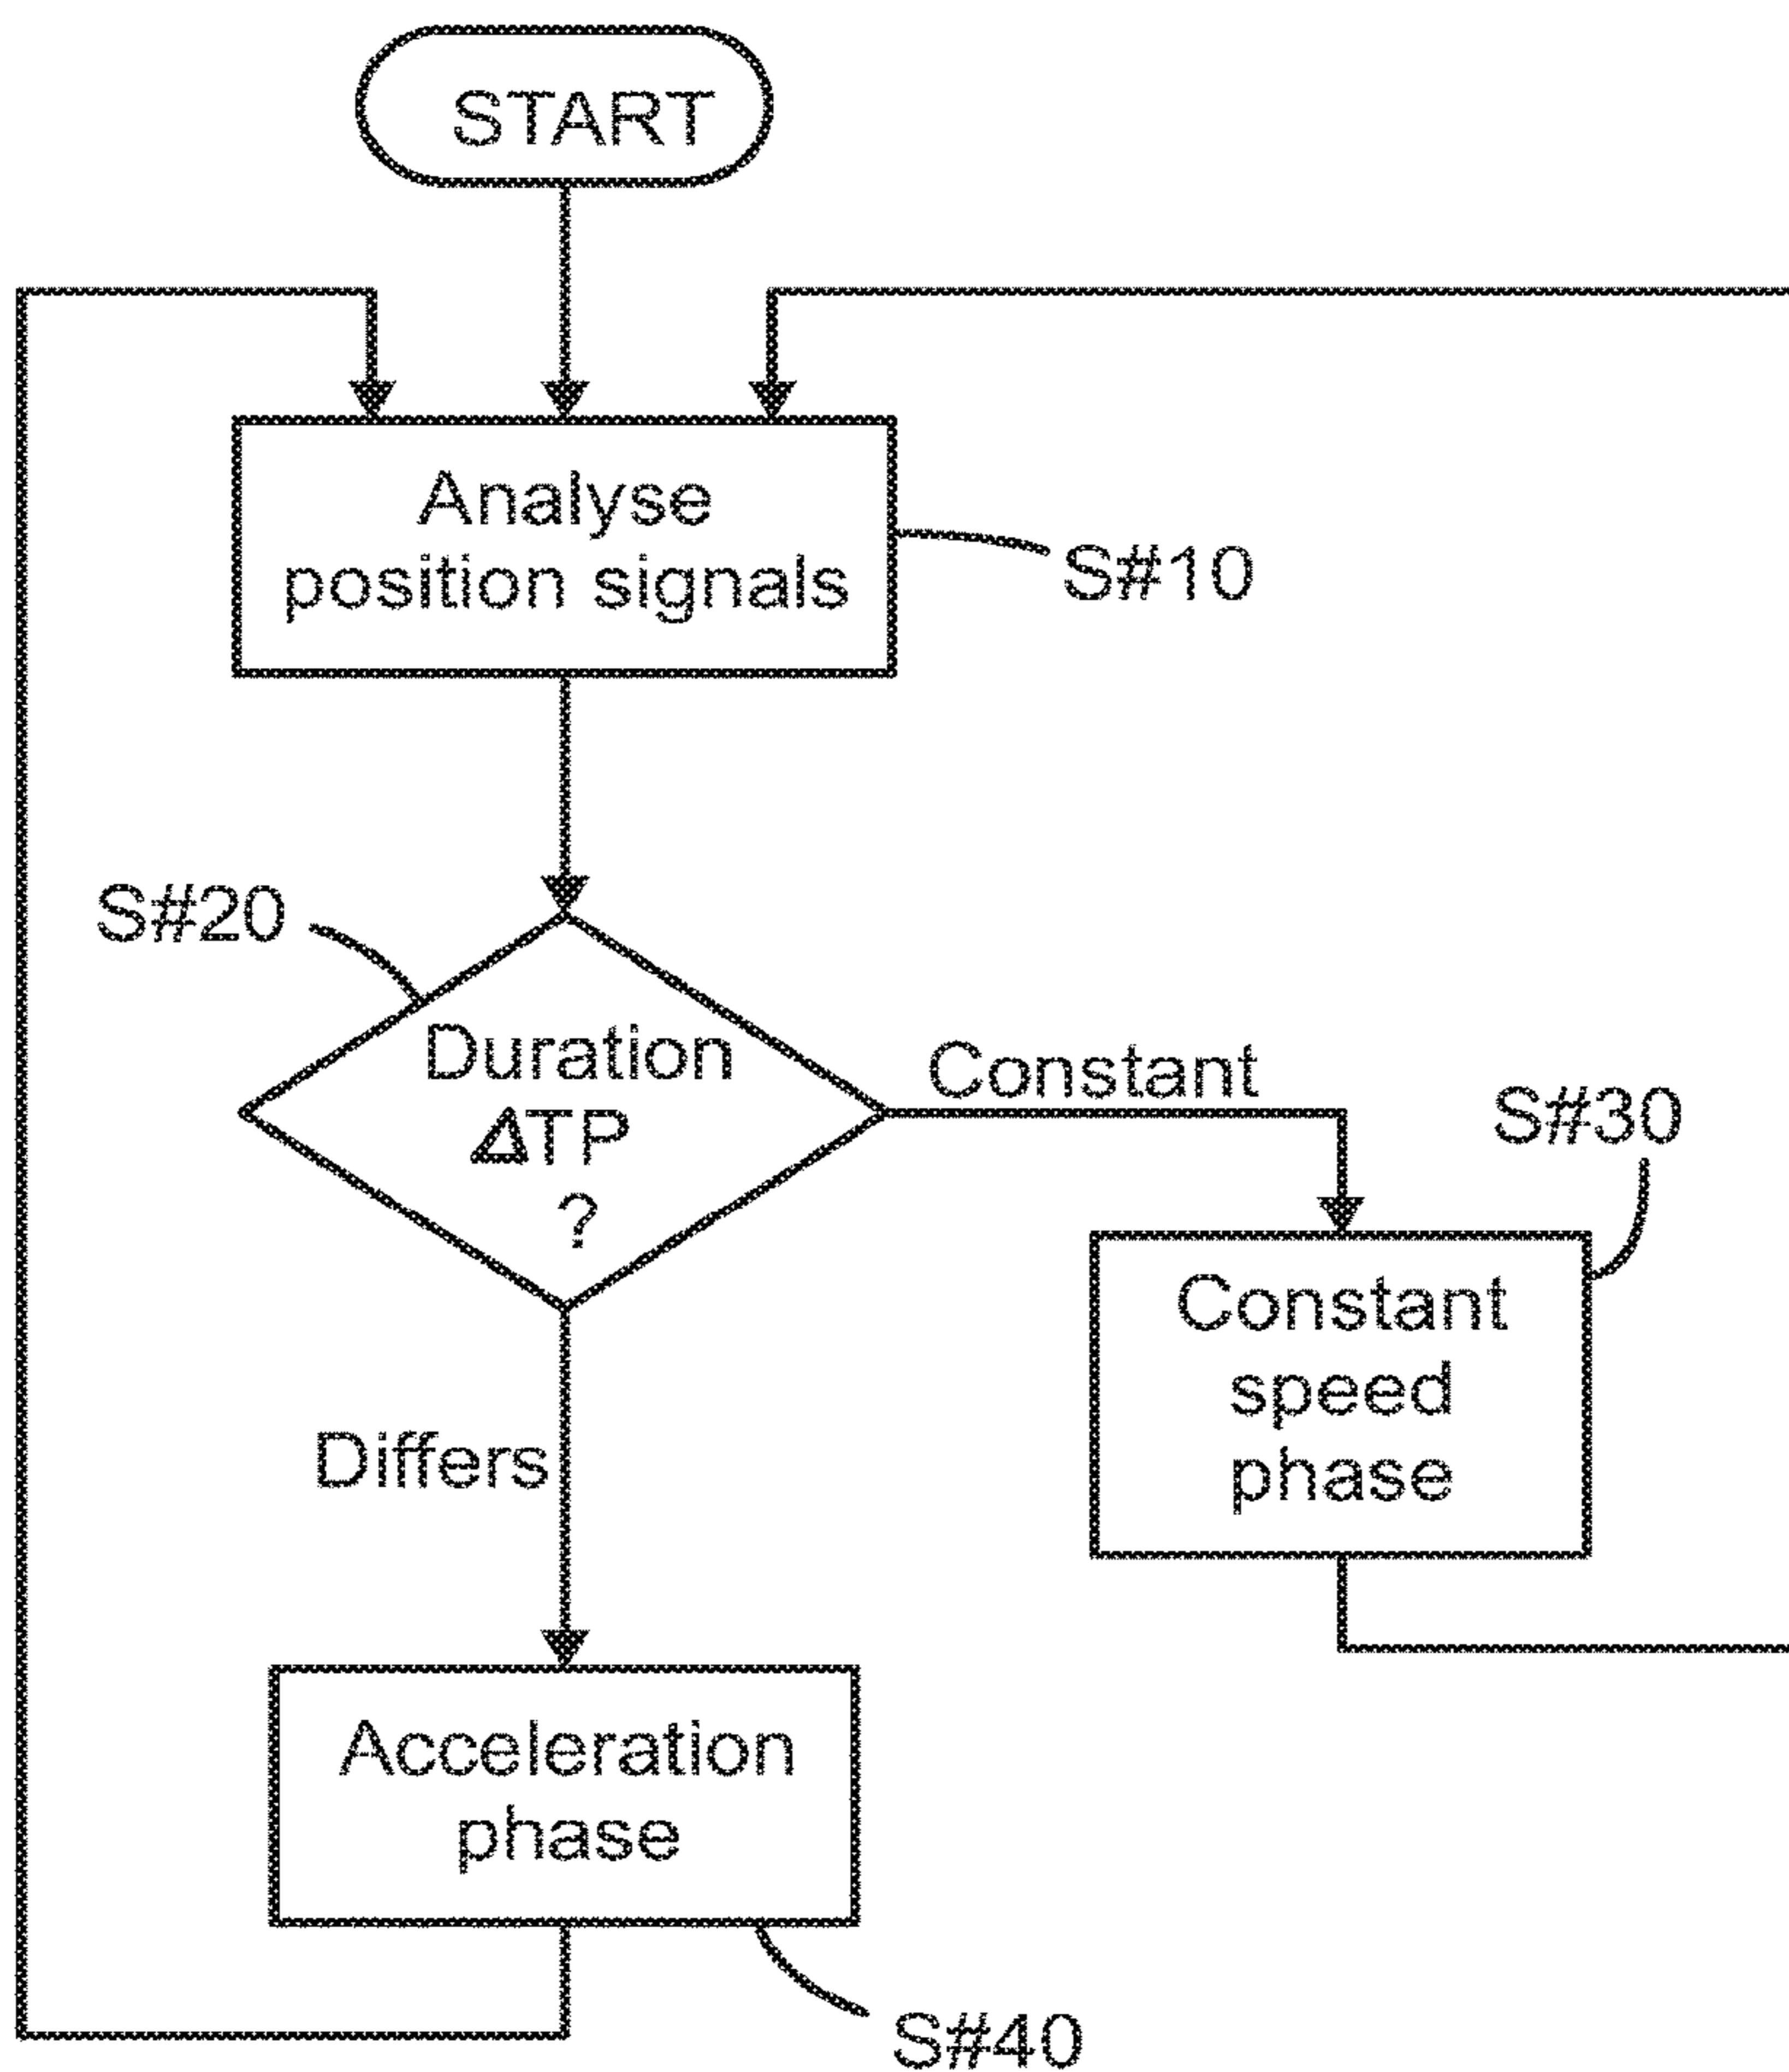 START
Analyse
position signals
S#10
S#20
Duration
ΔTP
?
Constant
S#30
Constant
speed
phase
Differs
Acceleration
phase
S#40